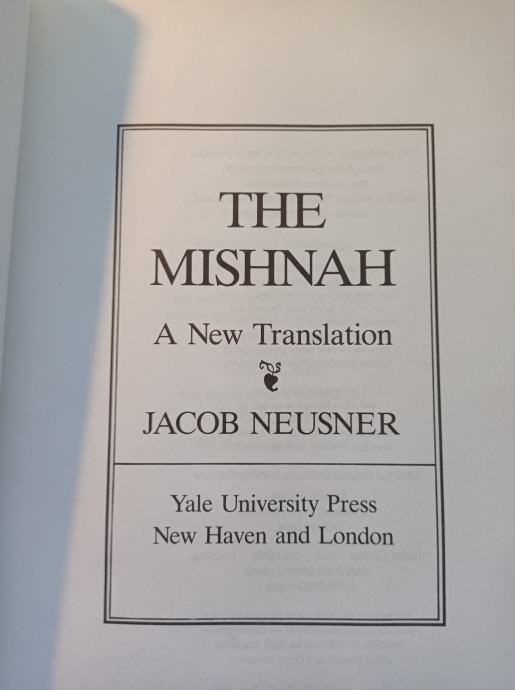 THE
MISHNAH
A New Translation
JACOB NEUSNER
Yale University Press
New Haven and London